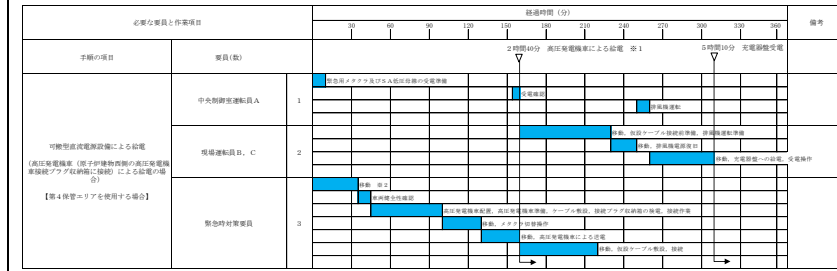 必要な要員と作業項目
経過時間（分）
備考
30 60 90 120 150 180 210 240 270 300 330 360
手順の項目
要員(数)
2時間40分 高圧発電機車による給電 ※1
5時間10分 充電器盤受電
可搬型直流電源設備による給電
（高圧発電機車（原子炉建物西側の高圧発電機
車接続プラグ収納箱に接続）による給電の場
合）
【第4保管エリアを使用する場合】
中央制御室運転員A
1
緊急用メタクラ及びSA低圧母線の受電準備
受電確認
排風機運転
現場運転員B，C
2
移動，仮設ケーブル接続前準備，排風機運転準備
移動，排風機電源復旧
移動，充電器盤への給電，受電操作
緊急時対策要員
3
移動 ※2
車両健全性確認
高圧発電機車配置，高圧発電機車準備，ケーブル敷設，接続プラグ収納箱の接電，接続作業
移動，メタクラ切替操作
移動，高圧発電機車による送電
移動，仮設ケーブル敷設，接続